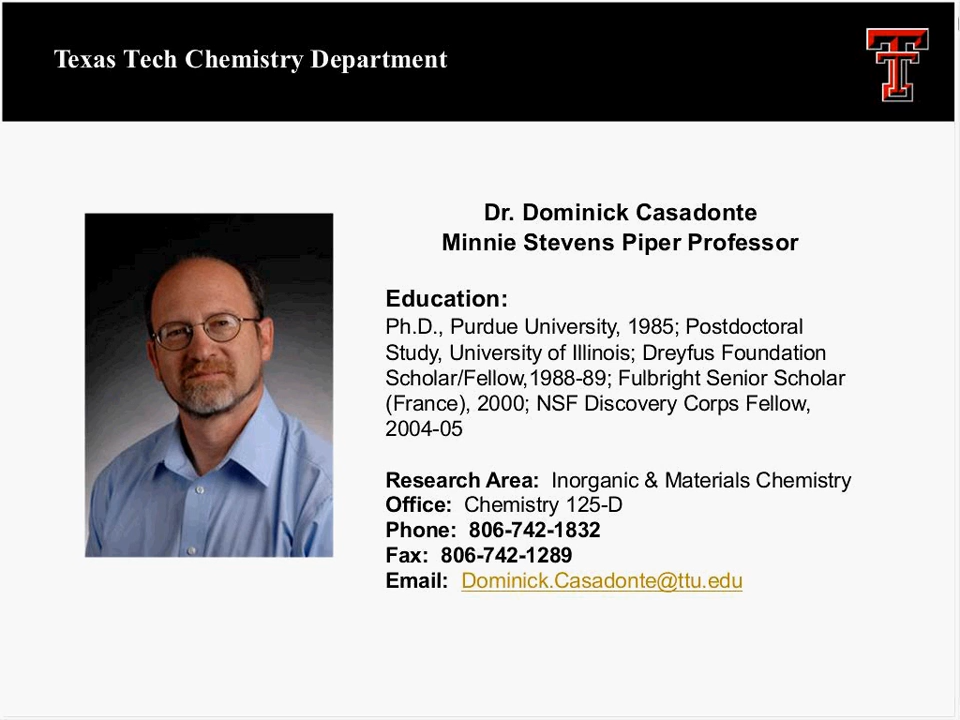 Texas Tech Chemistry Department
Dr. Dominick Casadonte
Minnie Stevens Piper Professor
Education:
Ph.D., Purdue University, 1985; Postdoctoral
Study, University of Illinois; Dreyfus Foundation
Scholar/Fellow,1988-89; Fulbright Senior Scholar
(France), 2000; NSF Discovery Corps Fellow,
2004-05
Research Area:  Inorganic & Materials Chemistry
Office:  Chemistry 125-D
Phone:  806-742-1832
Fax:  806-742-1289
Email:  Dominick.Casadonte@ttu.edu